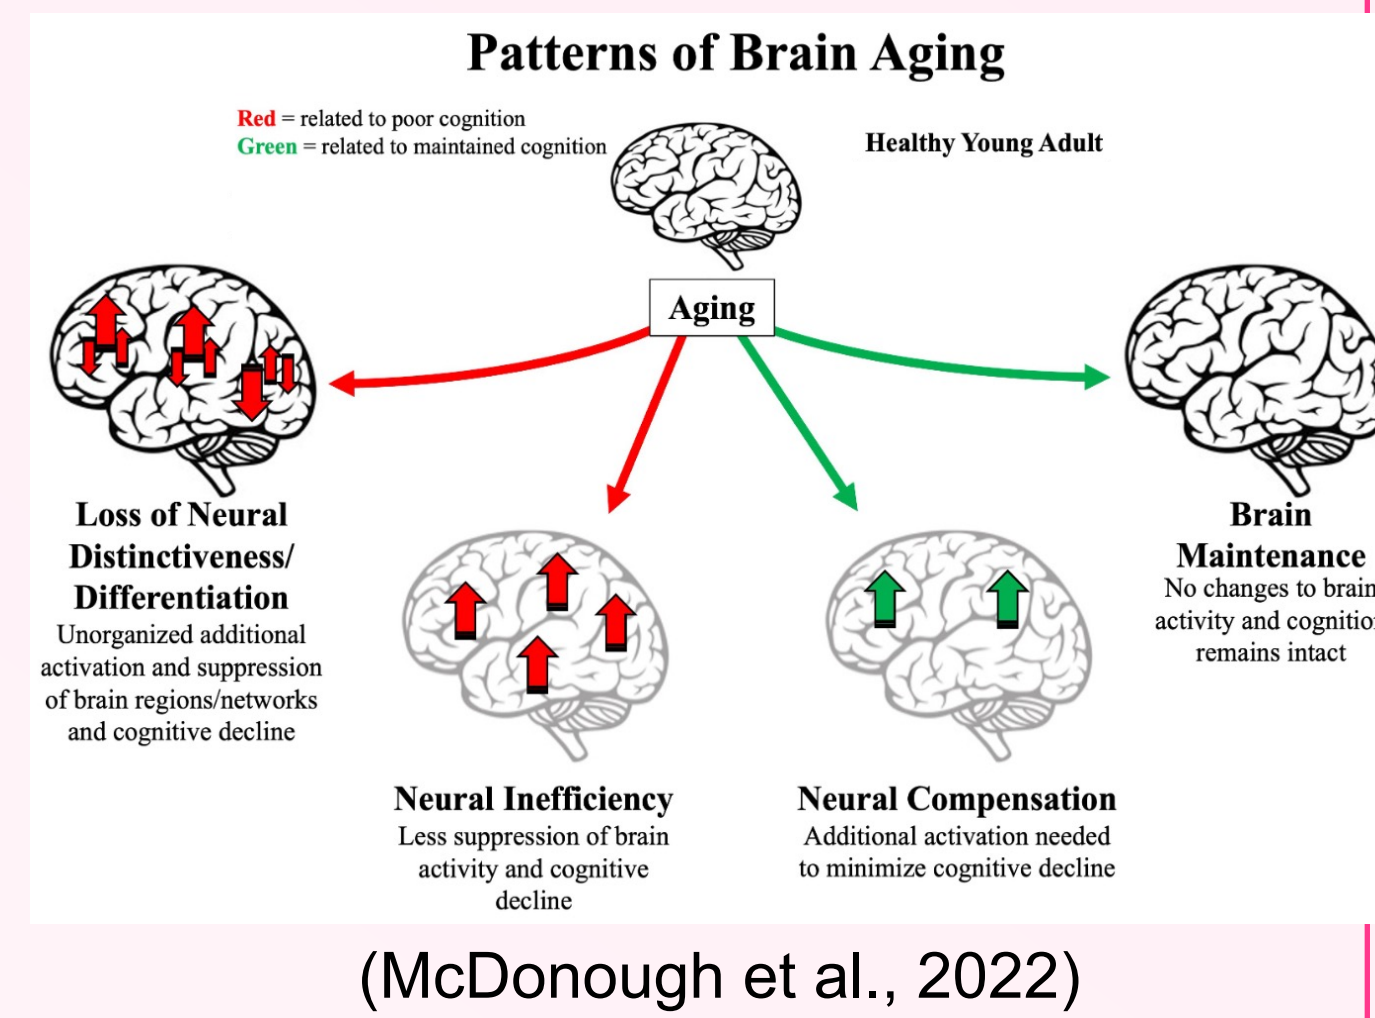 Patterns of Brain Aging
Red = related to poor cognition
Green = related to maintained cognition
Healthy Young Adult
Aging
Loss of Neural
Distinctiveness/
Differentiation
Unorganized additional
activation and suppression
of brain regions/networks
and cognitive decline
Neural Inefficiency
Less suppression of brain
activity and cognitive
decline
Neural Compensation
Additional activation needed
to minimize cognitive decline
Brain
Maintenance
No changes to brain
activity and cognitio
remains intact
(McDonough et al., 2022)